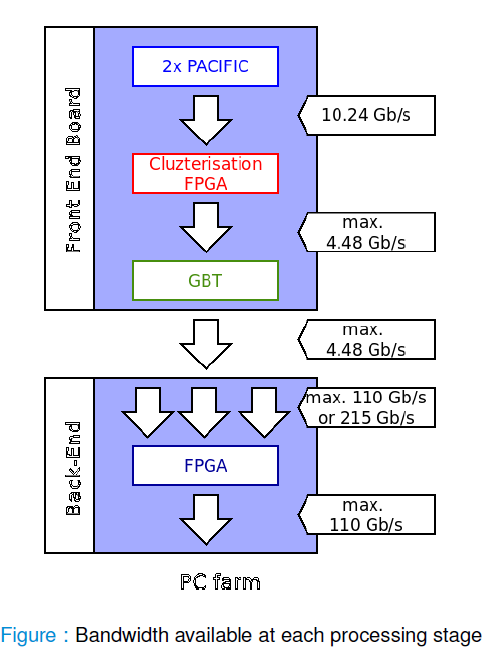 2x PACIFIC
10.24 Gb/s
Cluzterisation
FPGA
max.
4.48 Gb/s
GBT
Front End Board
max.
4.48 Gb/s
max. 110 Gb/s
or 215 Gb/s
FPGA
max.
110 Gb/s
Back-End
PC farm
Figure : Bandwidth available at each processing stage